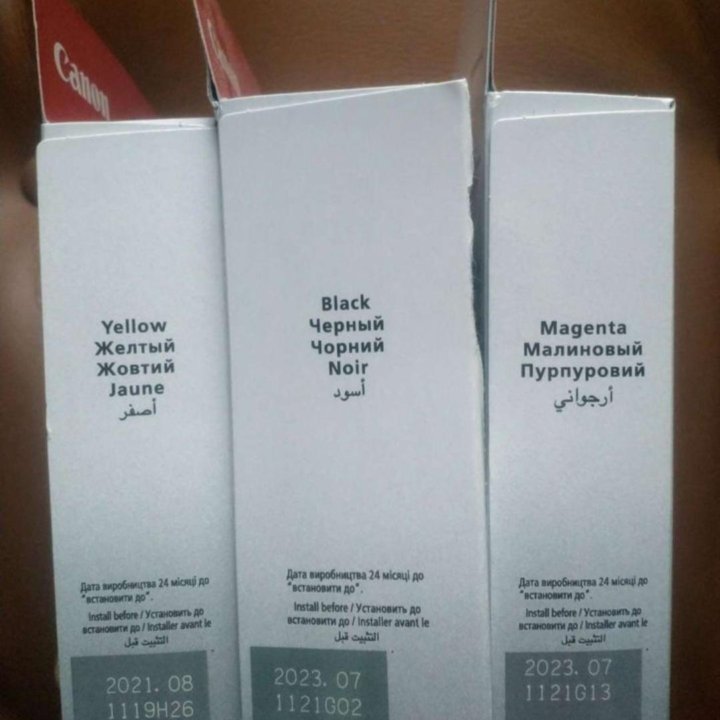 Canon
Yellow
Желтый
Жовтий
Jaune
أصفر
Дата виробництва 24 місяці до
"встановити до".
Install before / Установить до
встановити до / Installer avant le
التثبيت قبل
2021. 08
1119H26
Canon
Black
Черный
Чорний
Noir
أسود
Дата виробництва 24 місяці до
"встановити до".
Install before / Установить до
встановити до / Installer avant le
التثبيت قبل
2023. 07
1121G02
Magenta
Малиновый
Пурпуровий
أرجواني
Дата виробництва 24 місяці до
"встановити до".
Install before / Установить до
встановити до / Installer avant le
التثبيت قبل
2023. 07
1121G13